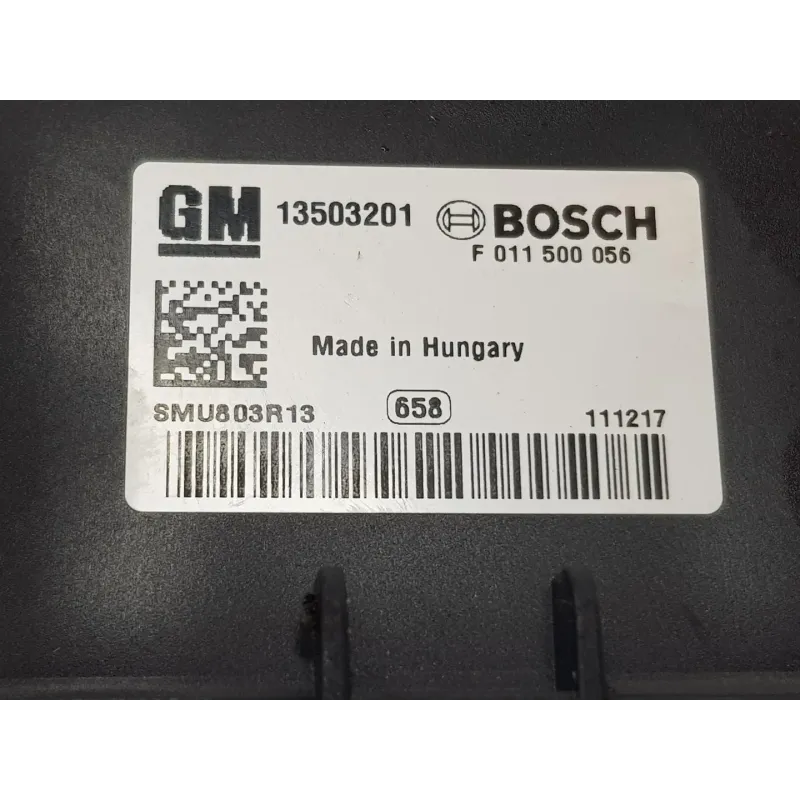 GM 13503201 BOSCH
F 011 500 056
Made in Hungary
SMU803R13 658 111217